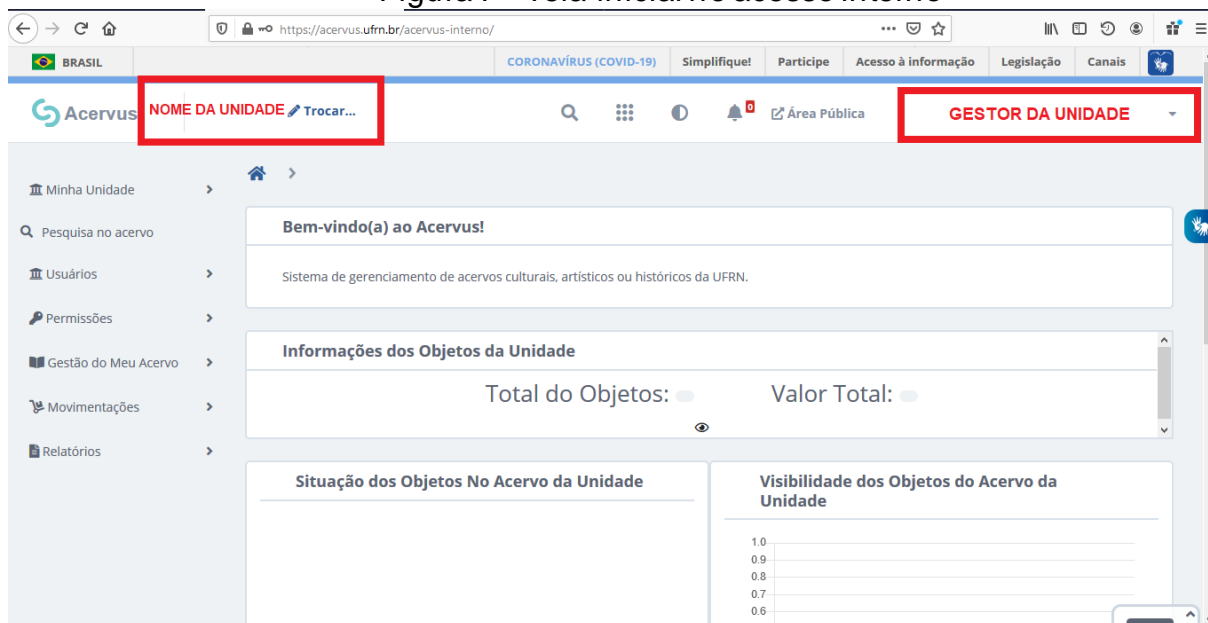 https://acervus.ufrn.br/acervus-interno/
BRASIL
CORONAVÍRUS (COVID-19) Simplifique! Participe Acesso à informação Legislação Canais
Acervus NOME DA UNIDADE Trocar... 0 Área Pública GESTOR DA UNIDADE
Minha Unidade
Pesquisa no acervo
Usuários
Permissões
Gestão do Meu Acervo
Movimentações
Relatórios
Bem-vindo(a) ao Acervus!
Sistema de gerenciamento de acervos culturais, artísticos ou históricos da UFRN.
Informações dos Objetos da Unidade
Total do Objetos: Valor Total:
Situação dos Objetos No Acervo da Unidade
Visibilidade dos Objetos do Acervo da
Unidade
1.0
0.9
0.8
0.7
0.6